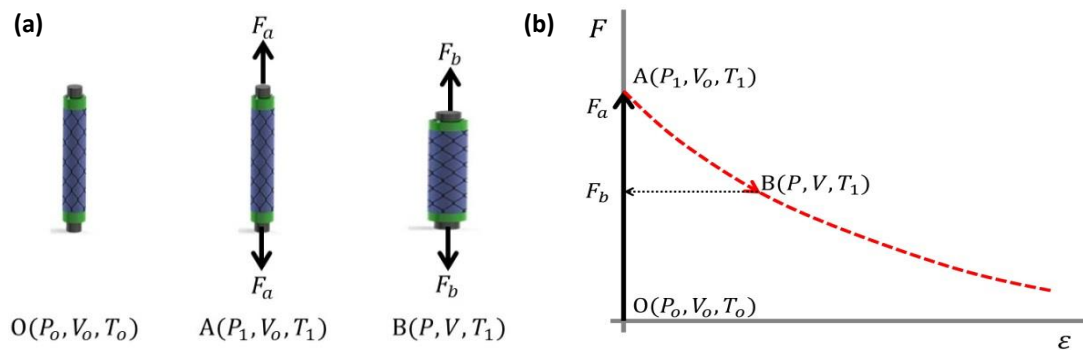 (a)
F_a
F_a
F_b
F_b
O(P_o, V_o, T_o)
A(P_1, V_o, T_1)
B(P, V, T_1)
(b)
F
A(P_1, V_o, T_1)
F_a
B(P, V, T_1)
F_b
O(P_o, V_o, T_o)
ε